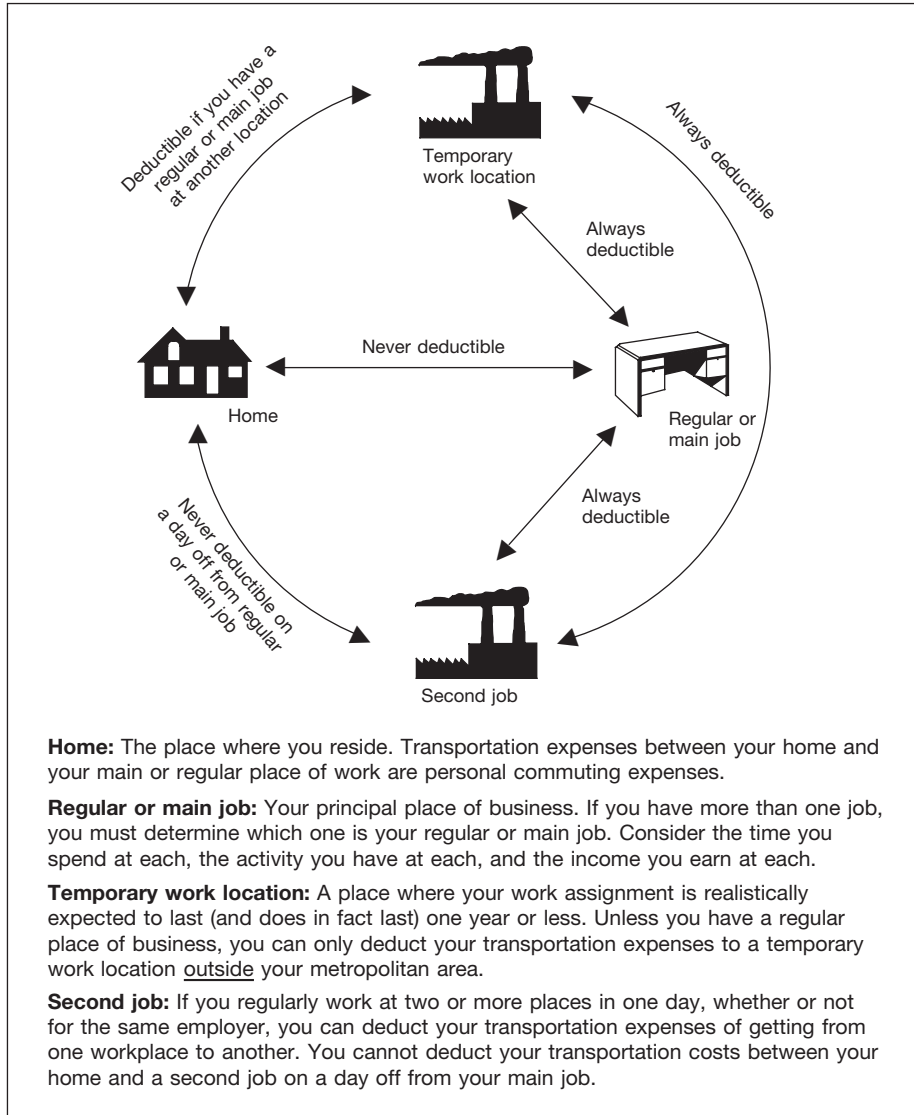 Deductible if you have a
regular or main job
at another location
Temporary
work location
Always deductible
Always
deductible
Never deductible
Home
Regular or
main job
Always
deductible
Never deductible on
a day off from regular
or main job
Second job
Home: The place where you reside. Transportation expenses between your home and
your main or regular place of work are personal commuting expenses.
Regular or main job: Your principal place of business. If you have more than one job,
you must determine which one is your regular or main job. Consider the time you
spend at each, the activity you have at each, and the income you earn at each.
Temporary work location: A place where your work assignment is realistically
expected to last (and does in fact last) one year or less. Unless you have a regular
place of business, you can only deduct your transportation expenses to a temporary
work location outside your metropolitan area.
Second job: If you regularly work at two or more places in one day, whether or not
for the same employer, you can deduct your transportation expenses of getting from
one workplace to another. You cannot deduct your transportation costs between your
home and a second job on a day off from your main job.